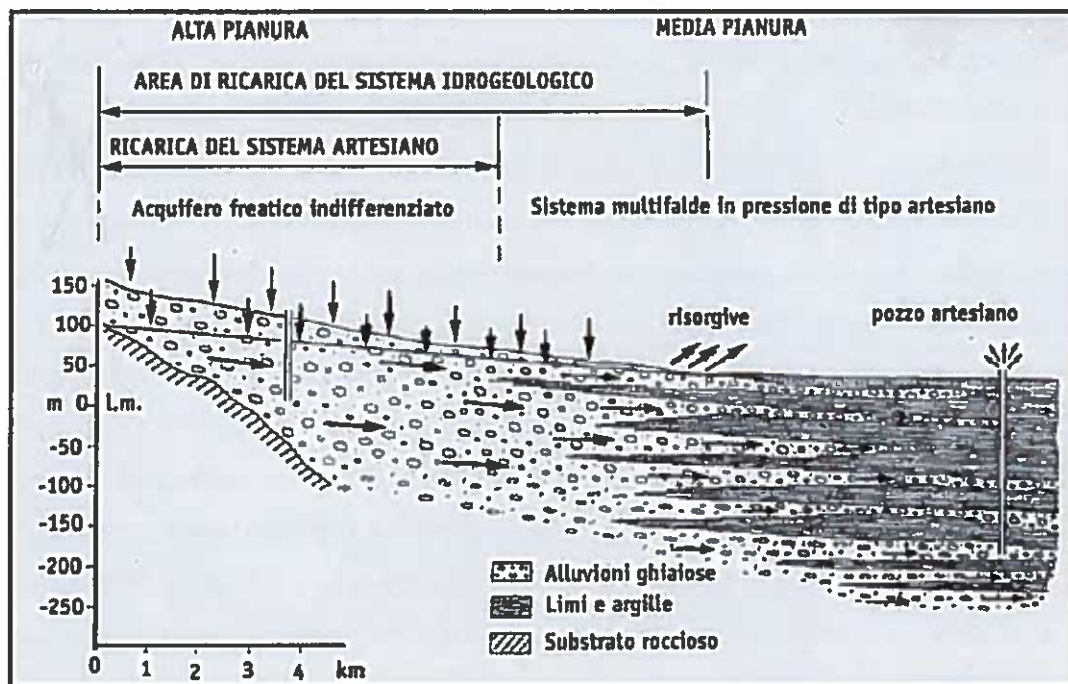 ALTA PIANURA
MEDIA PIANURA
AREA DI RICARICA DEL SISTEMA IDROGEOLOGICO
RICARICA DEL SISTEMA ARTESIANO
Acquifero freatico indifferenziato
Sistema multifalde in pressione di tipo artesiano
risorgive
pozzo artesiano
150
100
50
m 0 l.m.
-50
-100
-150
-200
-250
Alluvioni ghiaiose
Limi e argille
Substrato roccioso
0 1 2 3 4 km